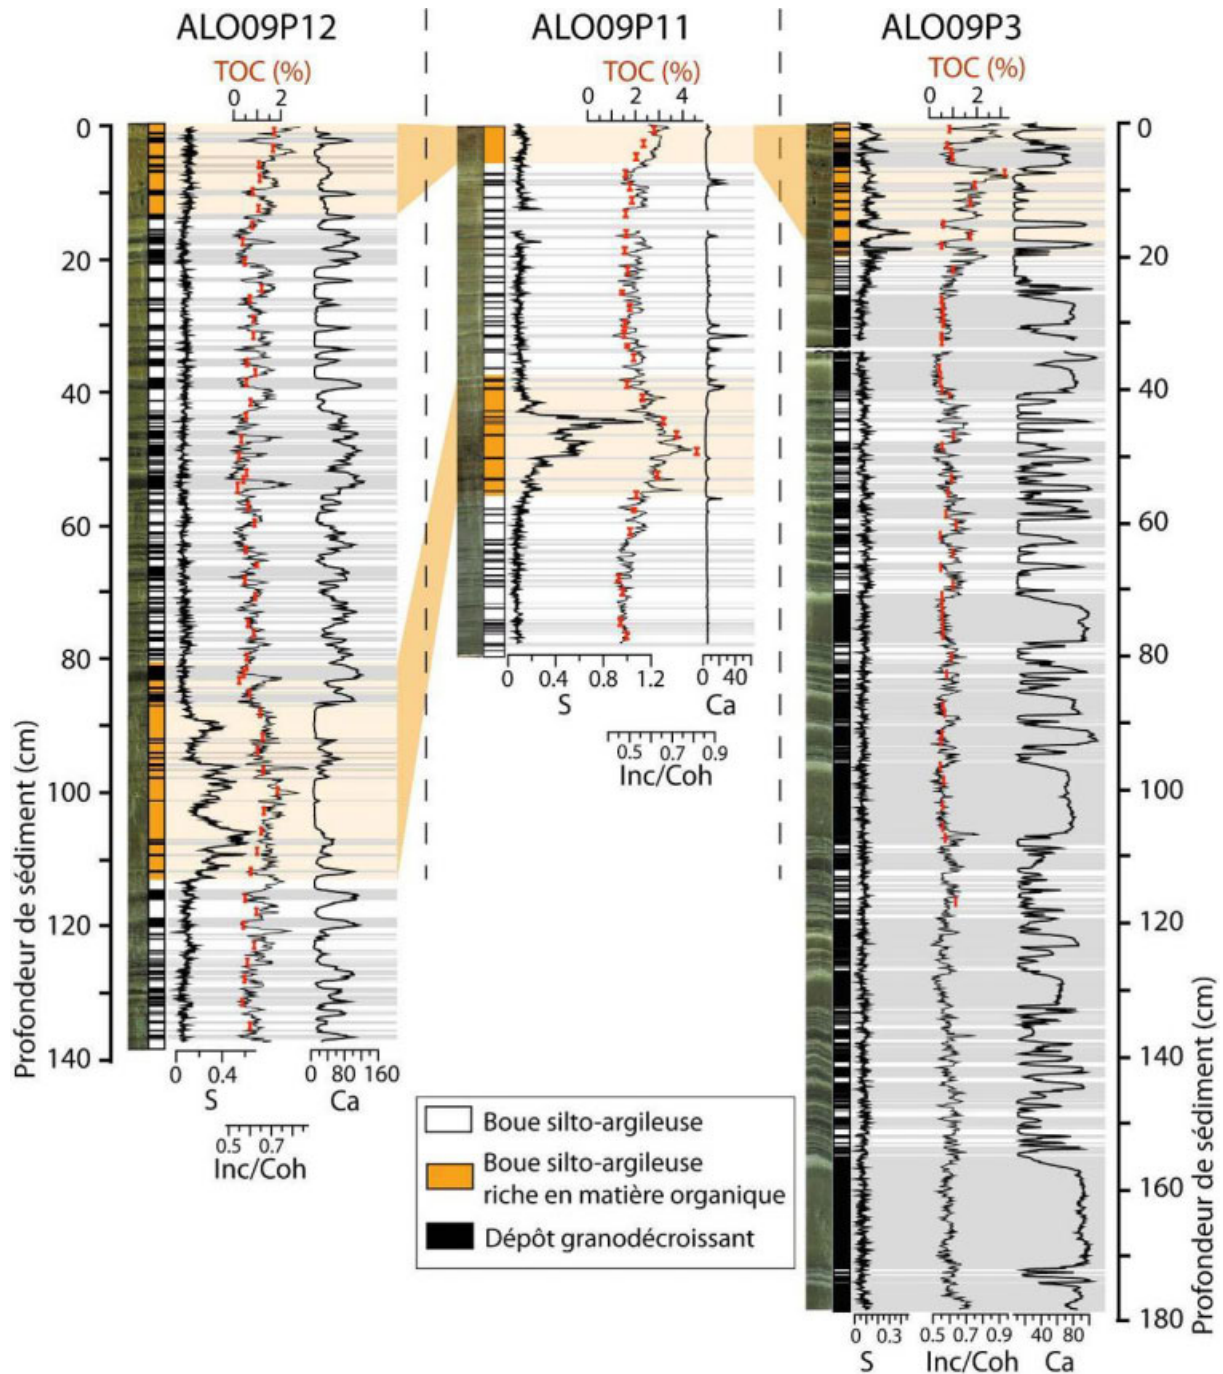 ALO09P12
ALO09P11
ALO09P3
TOC (%)
TOC (%)
TOC (%)
0 2
0 2 4
0 2
0
20
40
60
80
100
120
140
Profondeur de sédiment (cm)
0
20
40
60
80
100
120
140
160
180
Profondeur de sédiment (cm)
0 0.4 0.8 1.2
S
0 40
Ca
0.5 0.7 0.9
Inc/Coh
0 0.4
S
0 80 160
Ca
0.5 0.7
Inc/Coh
Boue silto-argileuse
Boue silto-argileuse
riche en matière organique
Dépôt granodécroissant
0 0.3
S
0.5 0.7 0.9
Inc/Coh
40 80
Ca